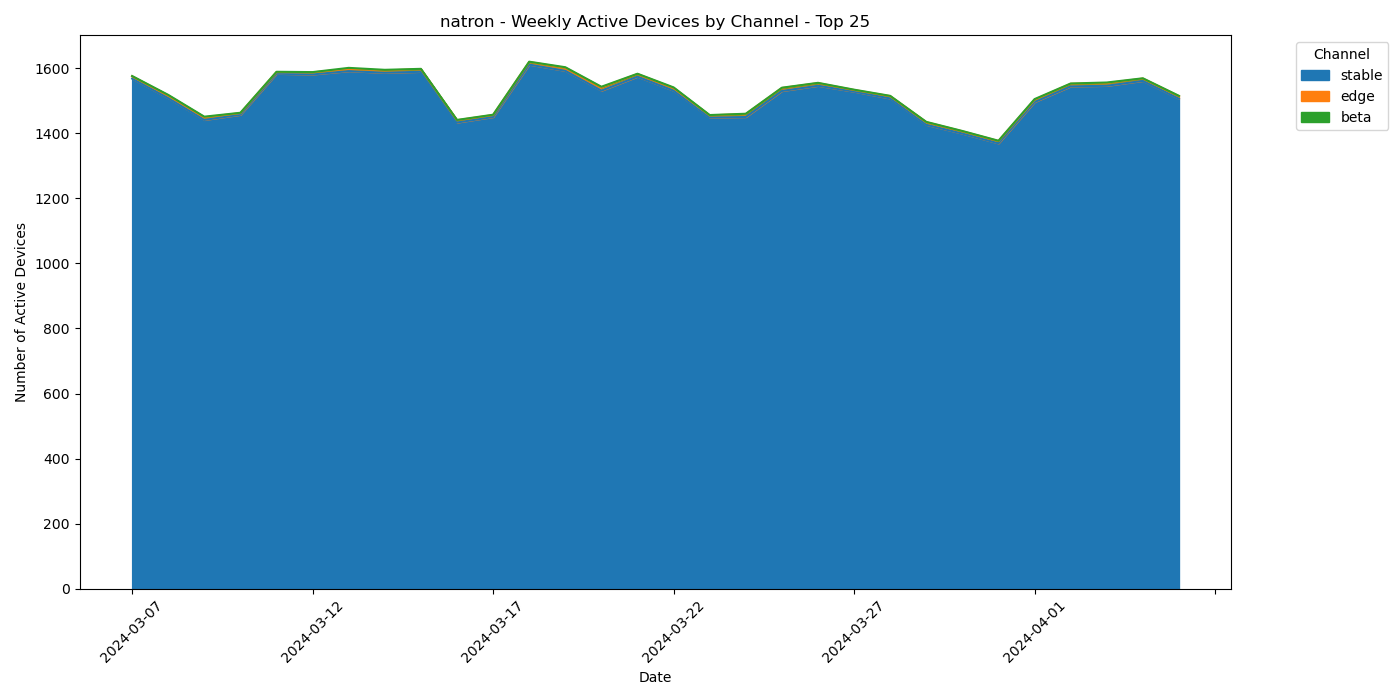 natron - Weekly Active Devices by Channel - Top 25
Channel
stable
edge
beta
Number of Active Devices
1600
1400
1200
1000
800
600
400
200
0
2024-03-07
2024-03-12
2024-03-17
2024-03-22
2024-03-27
2024-04-01
Date